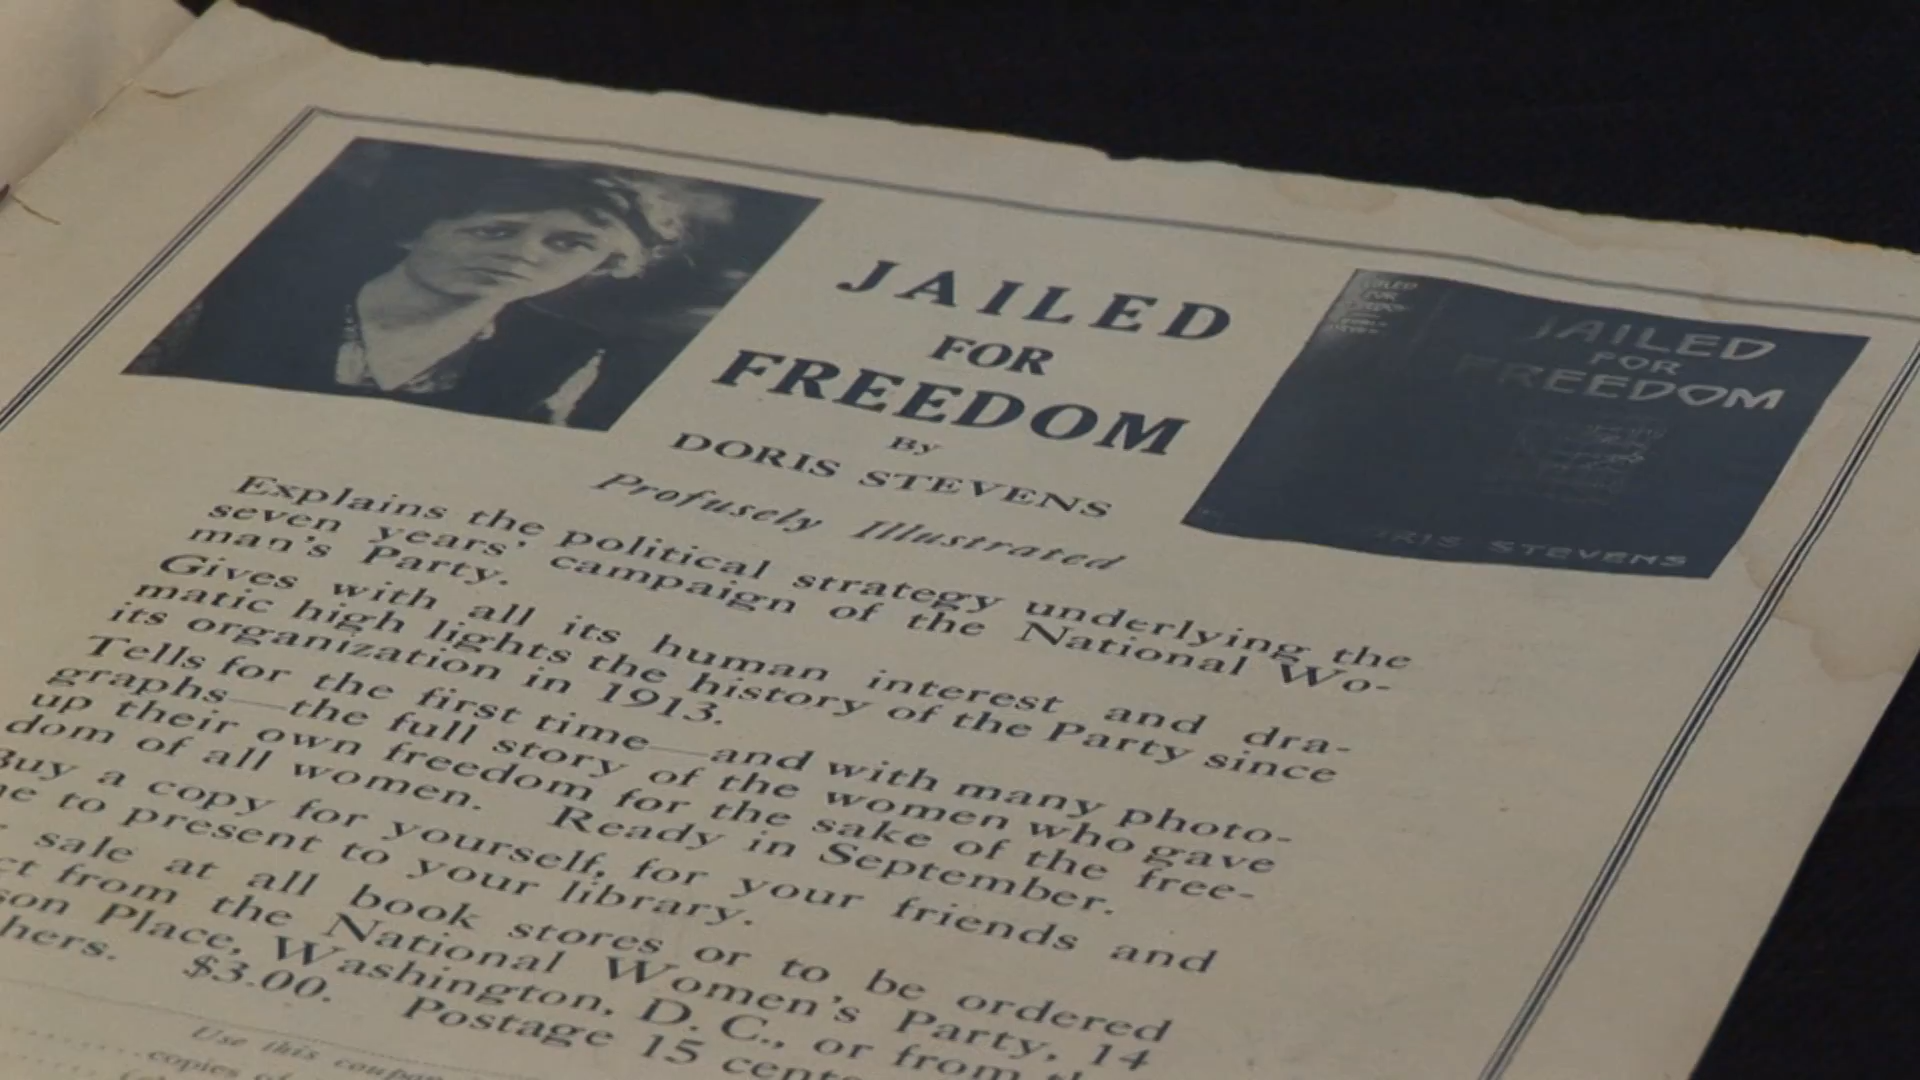 JAILED
FOR
FREEDOM
By
DORIS STEVENS
Profusely Illustrated
JAILED
FOR
FREEDOM
STEVENS
Explains the political strategy underlying the
seven years' campaign of the National Wo-
man's Party.
Gives with all its human interest and dra-
matic high lights the history of the Party since
its organization in 1913.
Tells for the first time—and with many photo-
graphs—the full story of the women who gave
up their own freedom for the sake of the free-
dom of all women. Ready in September.
Buy a copy for yourself, for your friends and
to present to your library.
sale at all book stores or to be ordered
from the National Women's Party, 14
Place, Washington, D. C., or from
$3.00. Postage 15
Use this coupon
copies of